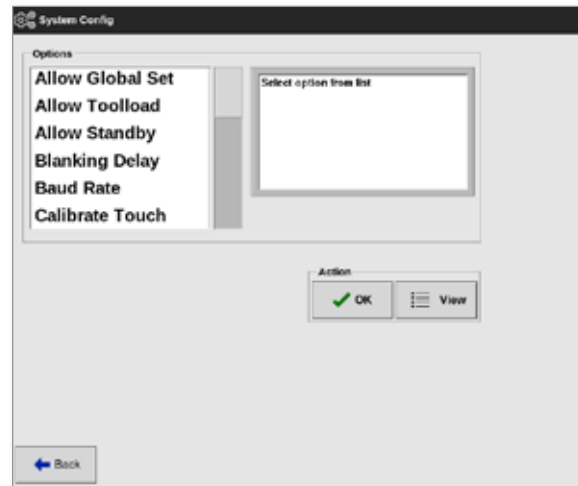 System Config
Options
Allow Global Set
Allow Toolload
Allow Standby
Blanking Delay
Baud Rate
Calibrate Touch
Select option from list
Action
OK
View
Back